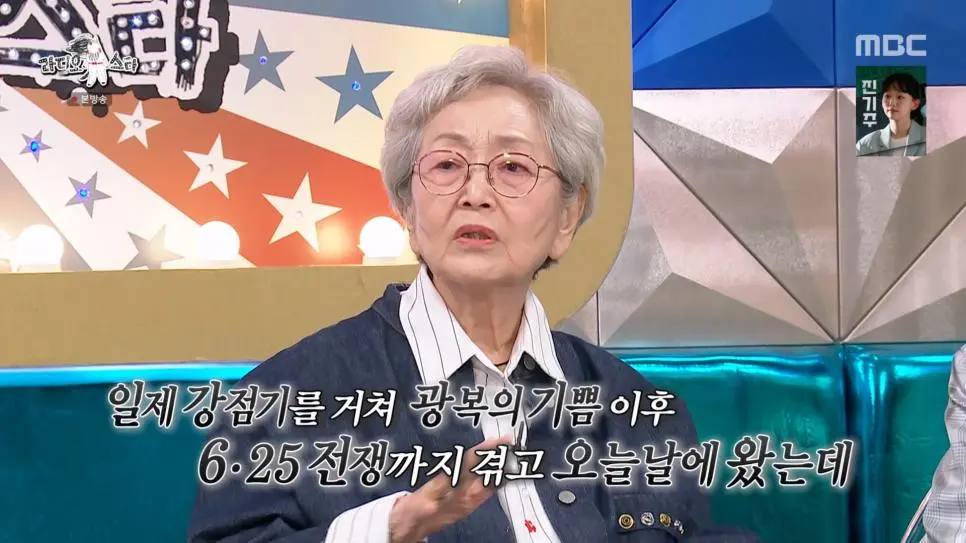 라디오스타
본방송
MBC
진기주
일제 강점기를 거쳐 광복의 기쁨 이후
6·25 전쟁까지 겪고 오늘날에 왔는데